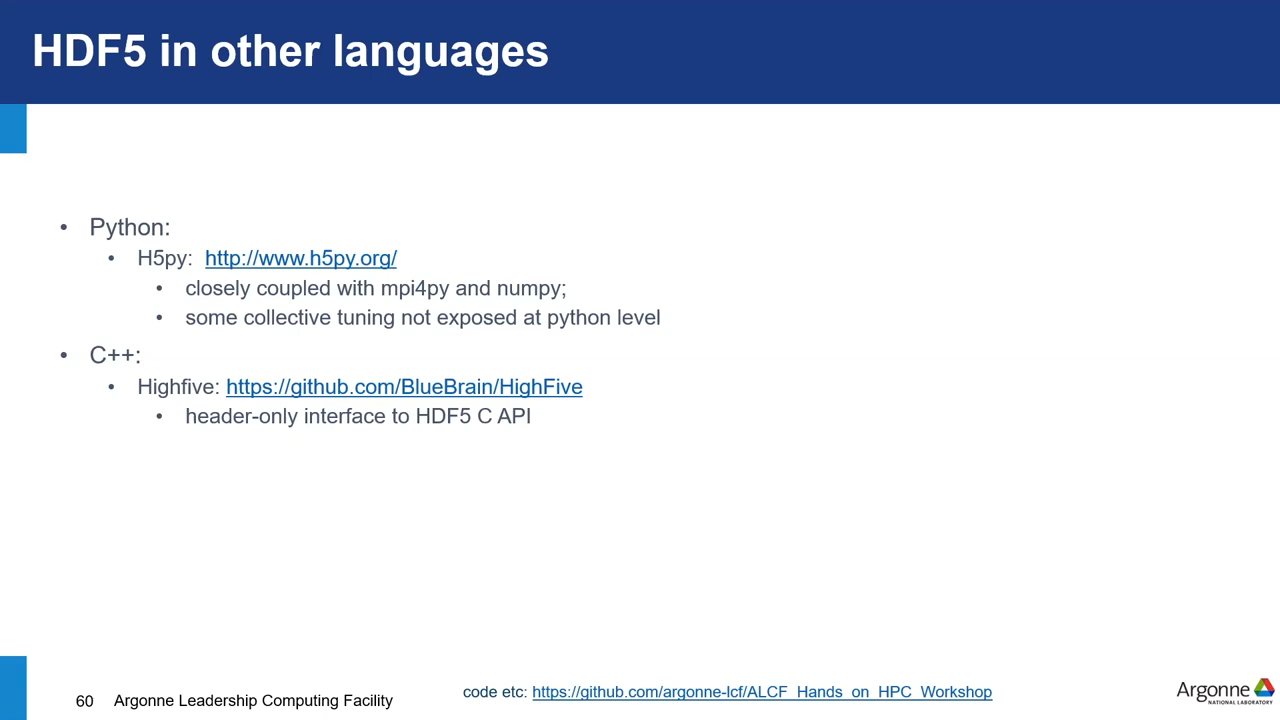 HDF5 in other languages
• Python:
• H5py: http://www.h5py.org/
• closely coupled with mpi4py and numpy;
• some collective tuning not exposed at python level
• C++:
• Highfive: https://github.com/BlueBrain/HighFive
• header-only interface to HDF5 C API
60 Argonne Leadership Computing Facility
code etc: https://github.com/argonne-lcf/ALCF_Hands_on_HPC_Workshop
Argonne
NATIONAL LABORATORY